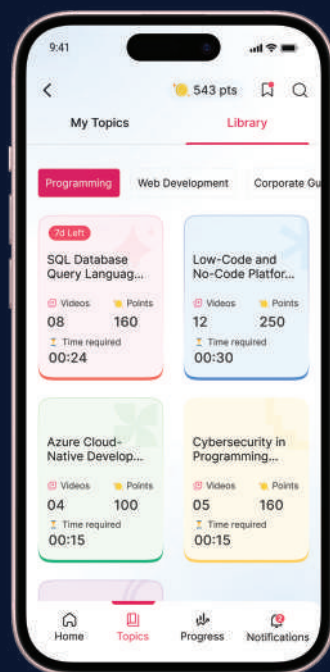 9:41
543 pts
My Topics Library
Programming Web Development Corporate Gu
7d Left
SQL Database
Query Languag...
Videos Points
08 160
Time required
00:24
Low-Code and
No-Code Platfor...
Videos Points
12 250
Time required
00:30
Azure Cloud-
Native Develop...
Videos Points
04 100
Time required
00:15
Cybersecurity in
Programming...
Videos Points
05 160
Time required
00:15
Home Topics Progress Notifications